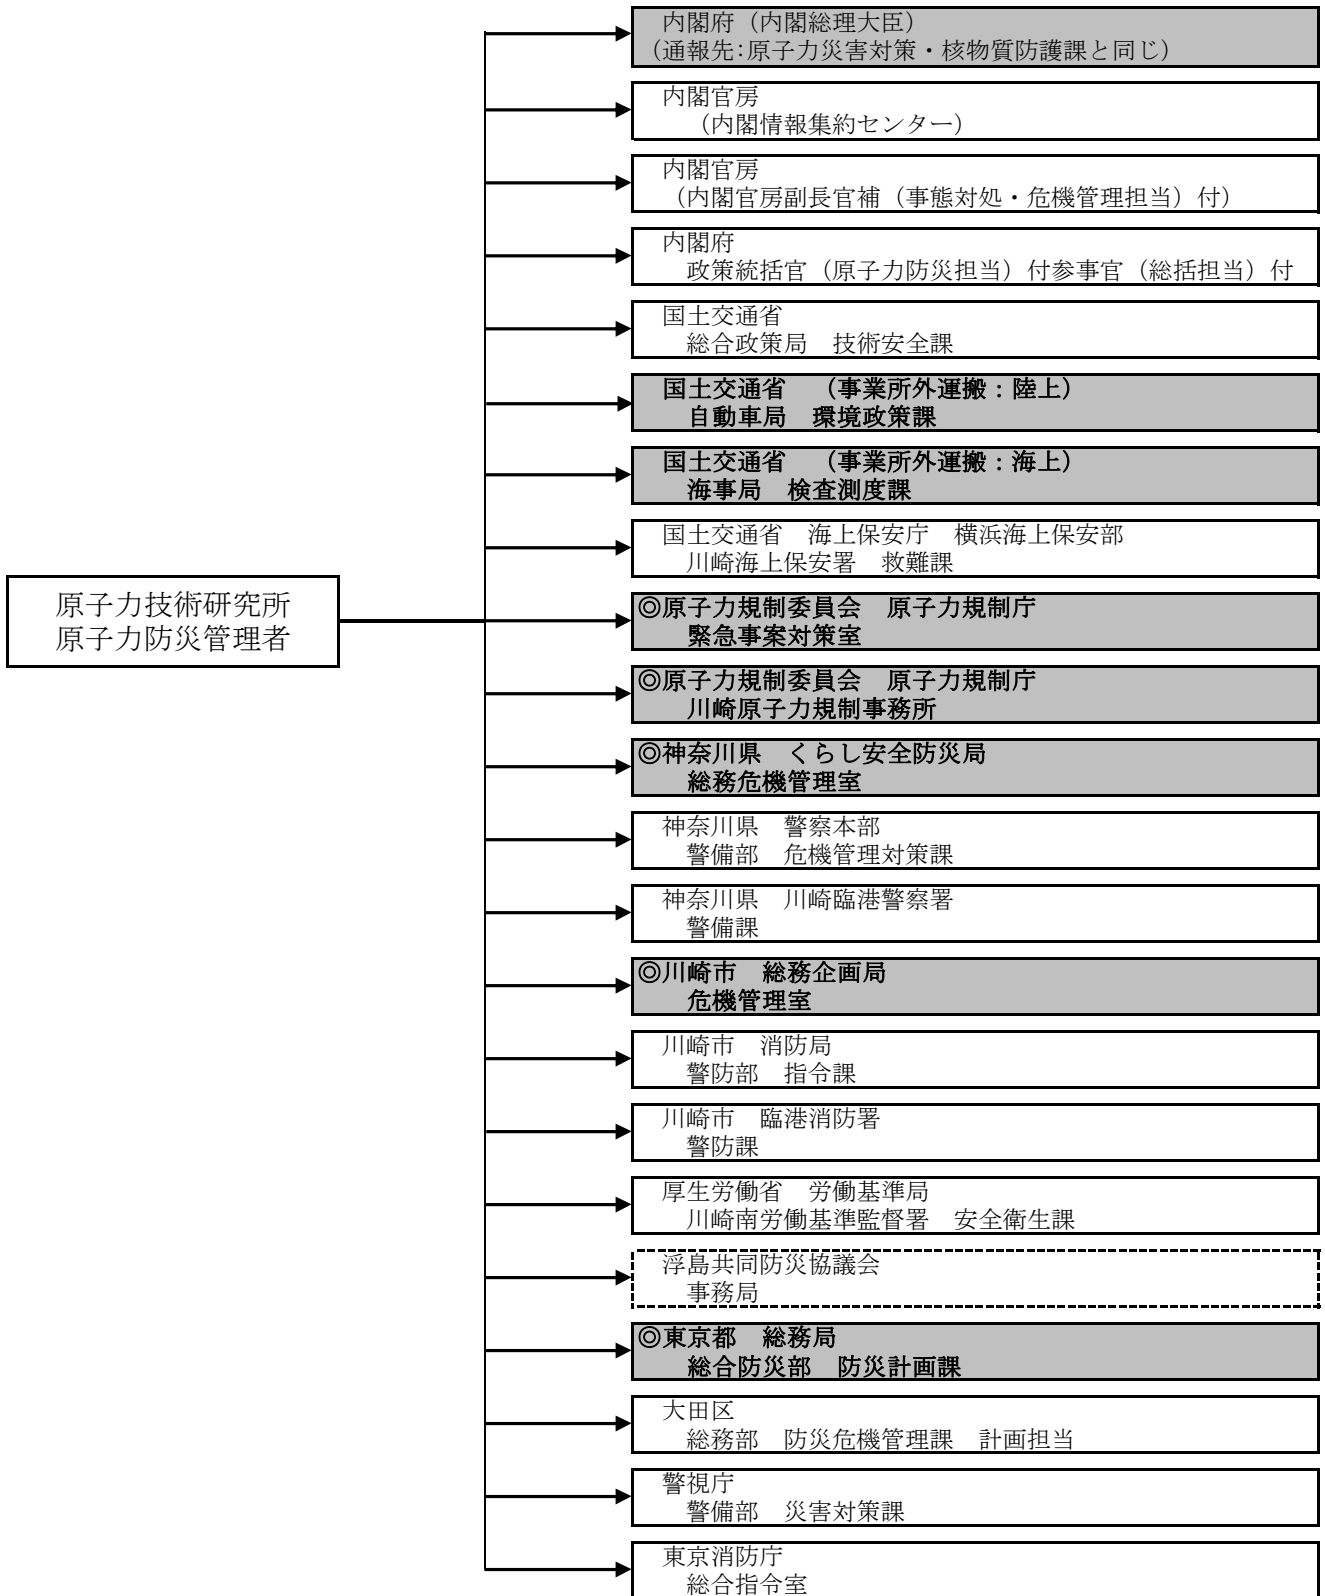 内閣府（内閣総理大臣）
（通報先:原子力災害対策・核物質防護課と同じ）
内閣官房
（内閣情報集約センター）
内閣官房
（内閣官房副長官補（事態対処・危機管理担当）付）
内閣府
政策統括官（原子力防災担当）付参事官（総括担当）付
国土交通省
総合政策局　技術安全課
国土交通省　（事業所外運搬：陸上）
自動車局　環境政策課
国土交通省　（事業所外運搬：海上）
海事局　検査測度課
国土交通省　海上保安庁　横浜海上保安部
川崎海上保安署　救難課
原子力技術研究所
原子力防災管理者
◎原子力規制委員会　原子力規制庁
緊急事案対策室
◎原子力規制委員会　原子力規制庁
川崎原子力規制事務所
◎神奈川県　くらし安全防災局
総務危機管理室
神奈川県　警察本部
警備部　危機管理対策課
神奈川県　川崎臨港警察署
警備課
◎川崎市　総務企画局
危機管理室
川崎市　消防局
警防部　指令課
川崎市　臨港消防署
警防課
厚生労働省　労働基準局
川崎南労働基準監督署　安全衛生課
浮島共同防災協議会
事務局
◎東京都　総務局
総合防災部　防災計画課
大田区
総務部　防災危機管理課　計画担当
警視庁
警備部　災害対策課
東京消防庁
総合指令室